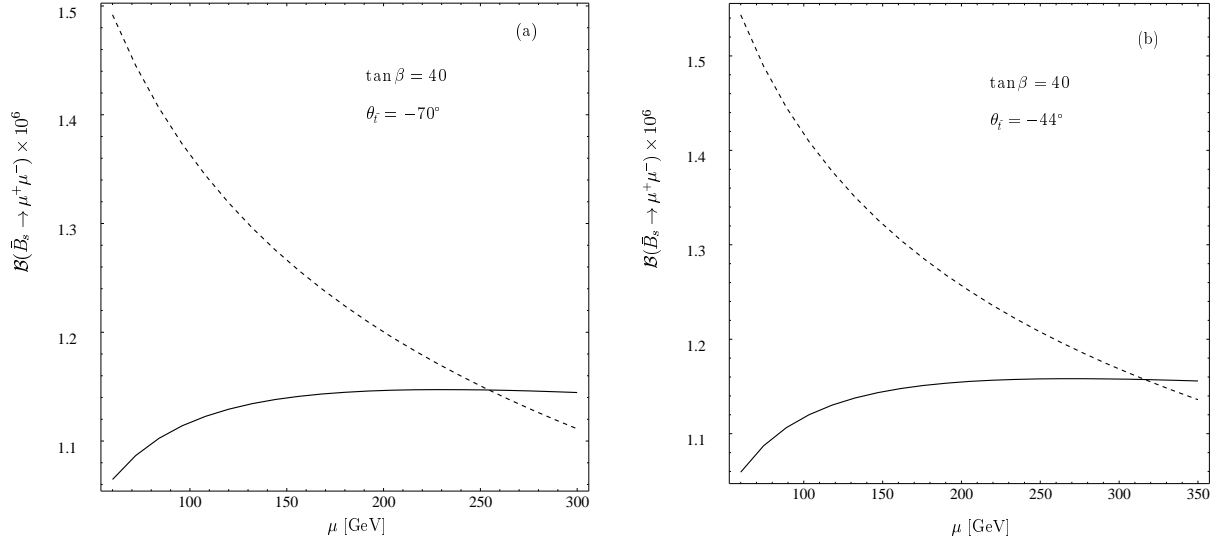 (a)
tan β = 40
θ_t̃ = −70°
B(B̄_s → μ⁺μ⁻) × 10⁶
1.5
1.4
1.3
1.2
1.1
100 150 200 250 300
μ [GeV]
(b)
tan β = 40
θ_t̃ = −44°
B(B̄_s → μ⁺μ⁻) × 10⁶
1.5
1.4
1.3
1.2
1.1
100 150 200 250 300 350
μ [GeV]